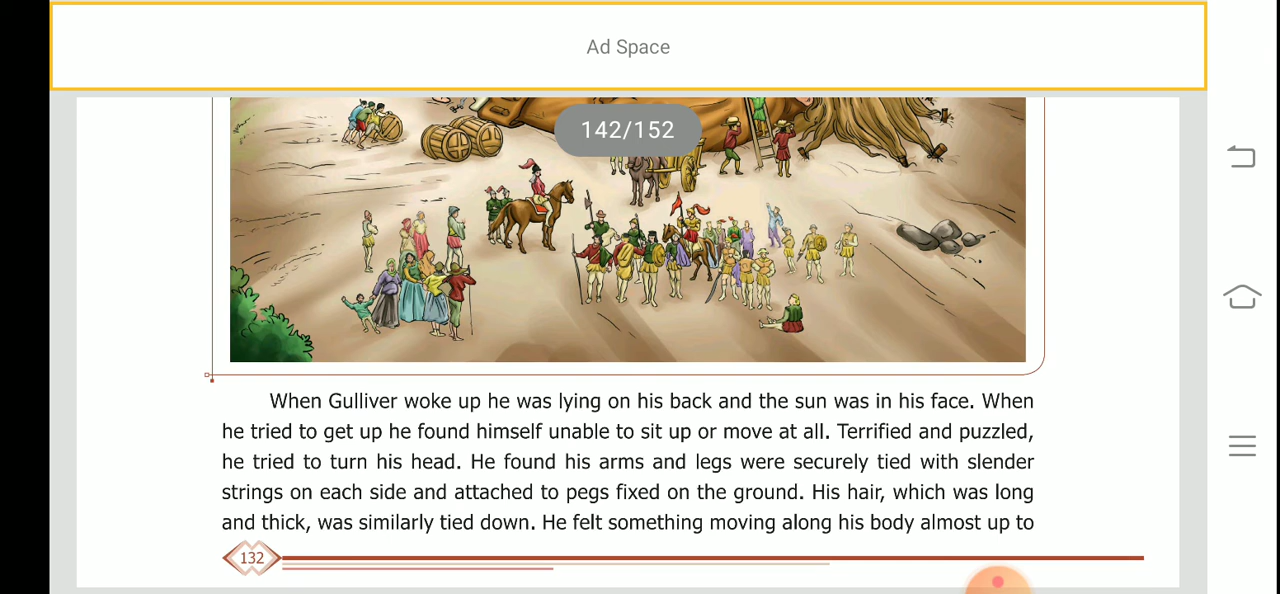 Ad Space
142/152
When Gulliver woke up he was lying on his back and the sun was in his face. When
he tried to get up he found himself unable to sit up or move at all. Terrified and puzzled,
he tried to turn his head. He found his arms and legs were securely tied with slender
strings on each side and attached to pegs fixed on the ground. His hair, which was long
and thick, was similarly tied down. He felt something moving along his body almost up to
132